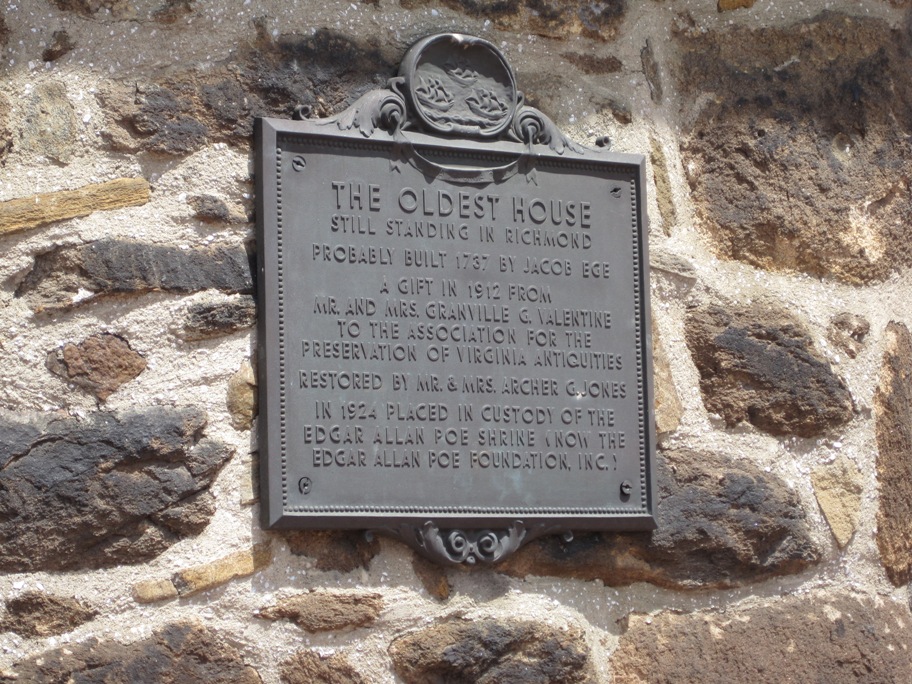 THE OLDEST HOUSE
STILL STANDING IN RICHMOND
PROBABLY BUILT 1737 BY JACOB EGE
A GIFT IN 1912 FROM
MR. AND MRS. GRANVILLE G. VALENTINE
TO THE ASSOCIATION FOR THE
PRESERVATION OF VIRGINIA ANTIQUITIES
RESTORED BY MR. & MRS. ARCHER G. JONES
IN 1924 PLACED IN CUSTODY OF THE
EDGAR ALLAN POE SHRINE (NOW THE
EDGAR ALLAN POE FOUNDATION, INC.)